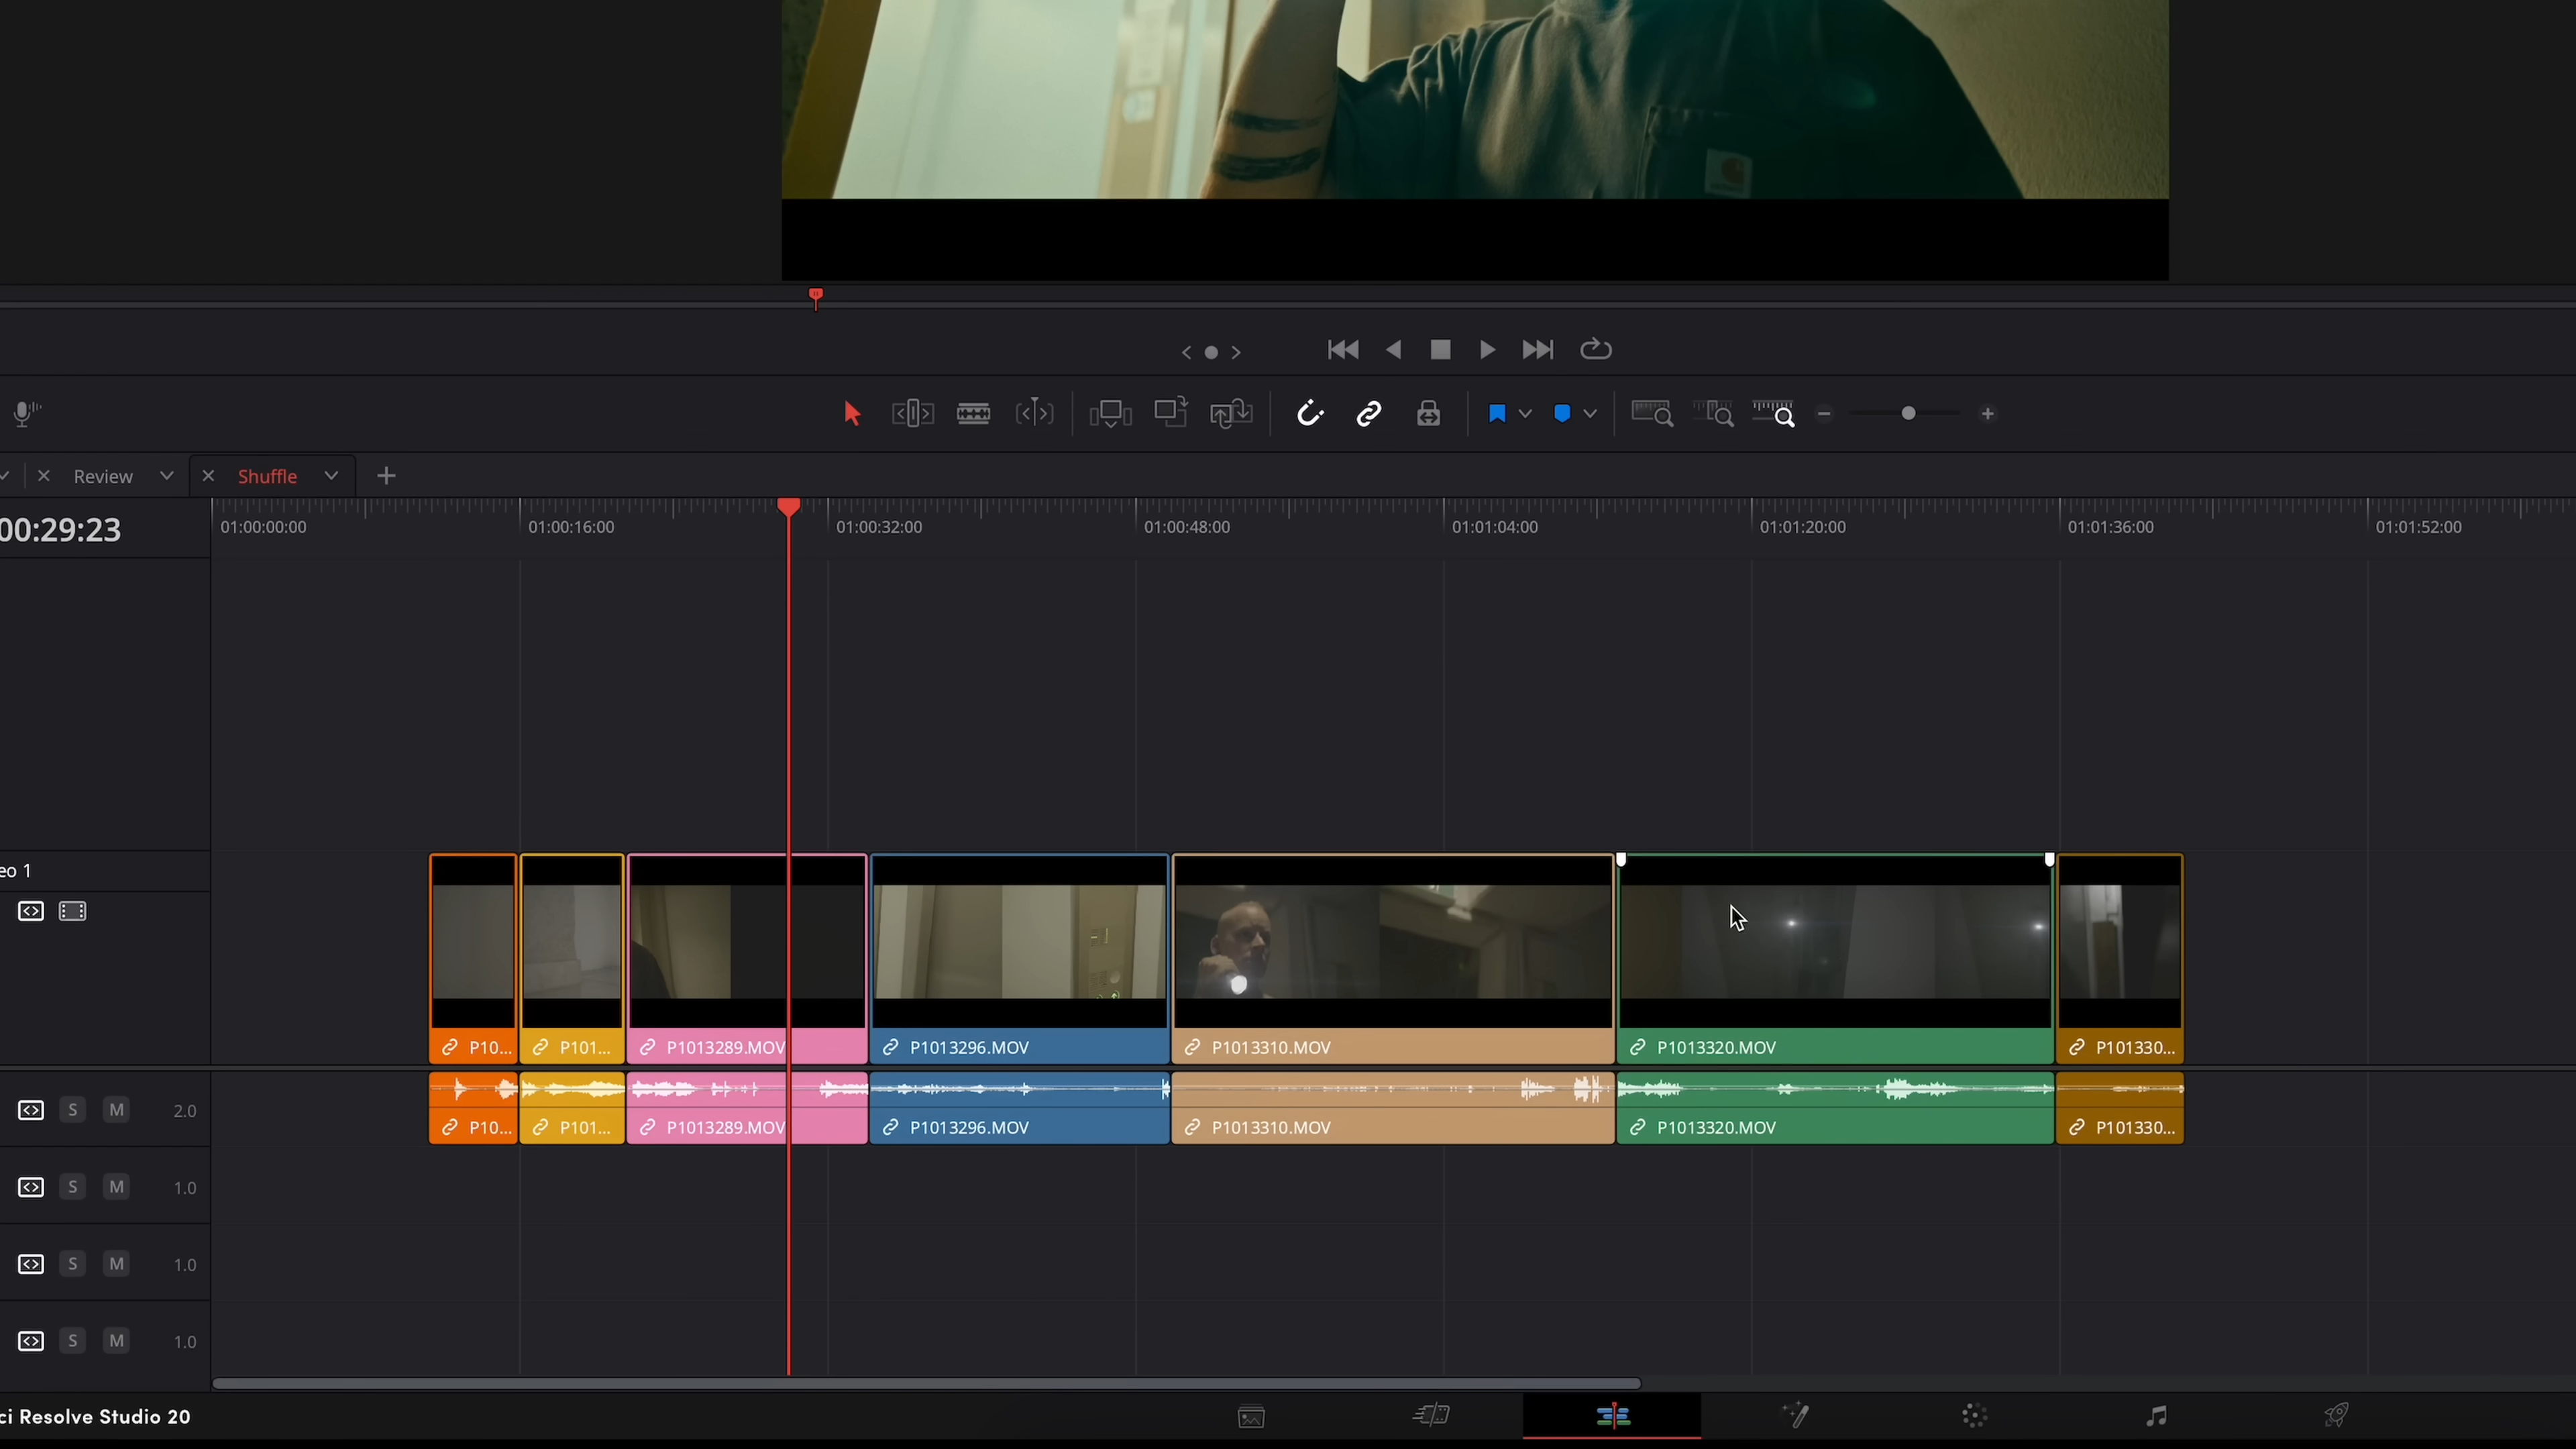 Review
Shuffle
00:29:23
01:00:00:00
01:00:16:00
01:00:32:00
01:00:48:00
01:01:04:00
01:01:20:00
01:01:36:00
01:01:52:00
eo 1
P10...
P101...
P1013289.MOV
P1013296.MOV
P1013310.MOV
P1013320.MOV
P101330...
S M 2.0
P10...
P101...
P1013289.MOV
P1013296.MOV
P1013310.MOV
P1013320.MOV
P101330...
S M 1.0
S M 1.0
S M 1.0
ci Resolve Studio 20